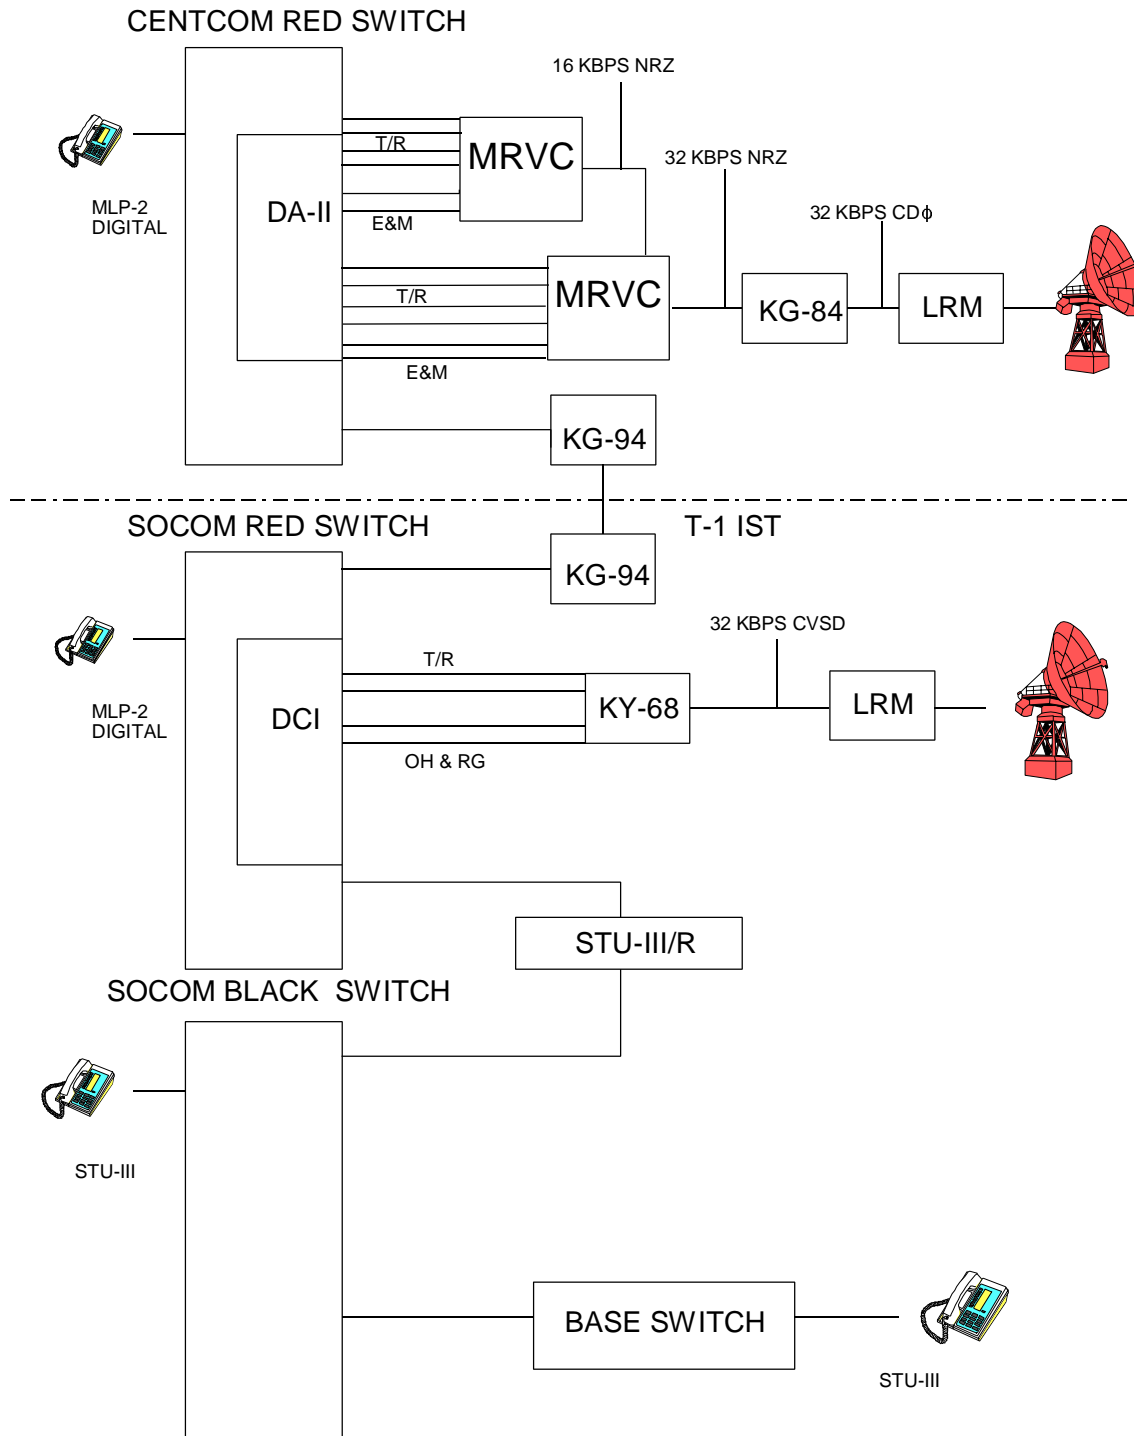 CENTCOM RED SWITCH
16 KBPS NRZ
T/R
MRVC
32 KBPS NRZ
MLP-2
DIGITAL
DA-II
E&M
32 KBPS CDϕ
T/R
MRVC
KG-84
LRM
E&M
KG-94
SOCOM RED SWITCH
T-1 IST
KG-94
32 KBPS CVSD
T/R
MLP-2
DIGITAL
DCI
KY-68
LRM
OH & RG
STU-III/R
SOCOM BLACK SWITCH
STU-III
BASE SWITCH
STU-III